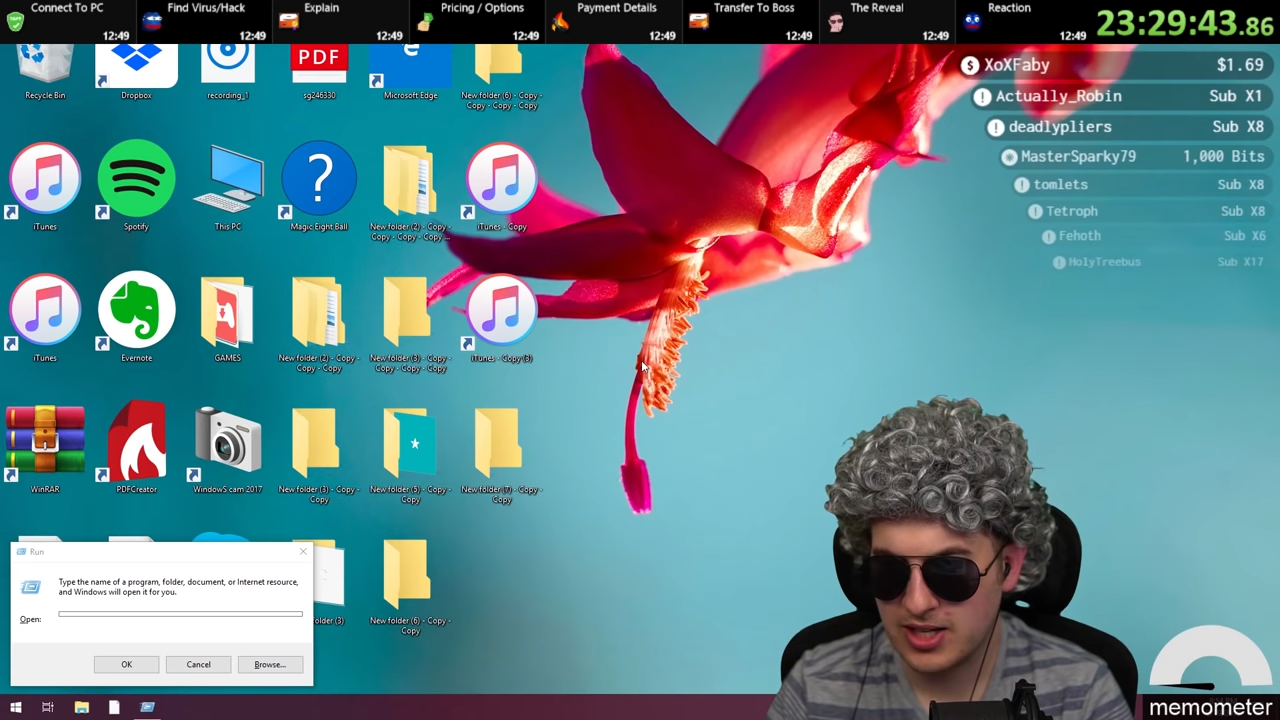 Connect To PC
12:49
Find Virus/Hack
12:49
Explain
12:49
Pricing / Options
12:49
Payment Details
12:49
Transfer To Boss
12:49
The Reveal
12:49
Reaction
12:49
23:29:43.86
XoXFaby $1.69
Actually_Robin Sub X1
deadlypliers Sub X8
MasterSparky79 1,000 Bits
tomlets Sub X8
Tetroph Sub X8
Fehoth Sub X6
HolyTreebus Sub X17
Recycle Bin
Dropbox
recording_1
PDF
sg246330
Microsoft Edge
New folder (6) - Copy
- Copy - Copy - Copy
iTunes
Spotify
This PC
?
Magic Eight Ball
New folder (2) - Copy
- Copy - Copy - Copy ...
iTunes - Copy
iTunes
Evernote
GAMES
New folder (2) - Copy
- Copy - Copy
New folder (3) - Copy
- Copy - Copy - Copy
iTunes - Copy (3)
WinRAR
PDFCreator
WindowS cam 2017
New folder (3) - Copy -
Copy
New folder (5) - Copy -
Copy
New folder (7) - Copy -
Copy
Run
Type the name of a program, folder, document, or Internet resource,
and Windows will open it for you.
Open:
OK
Cancel
Browse...
folder (3)
New folder (6) - Copy -
Copy
memometer